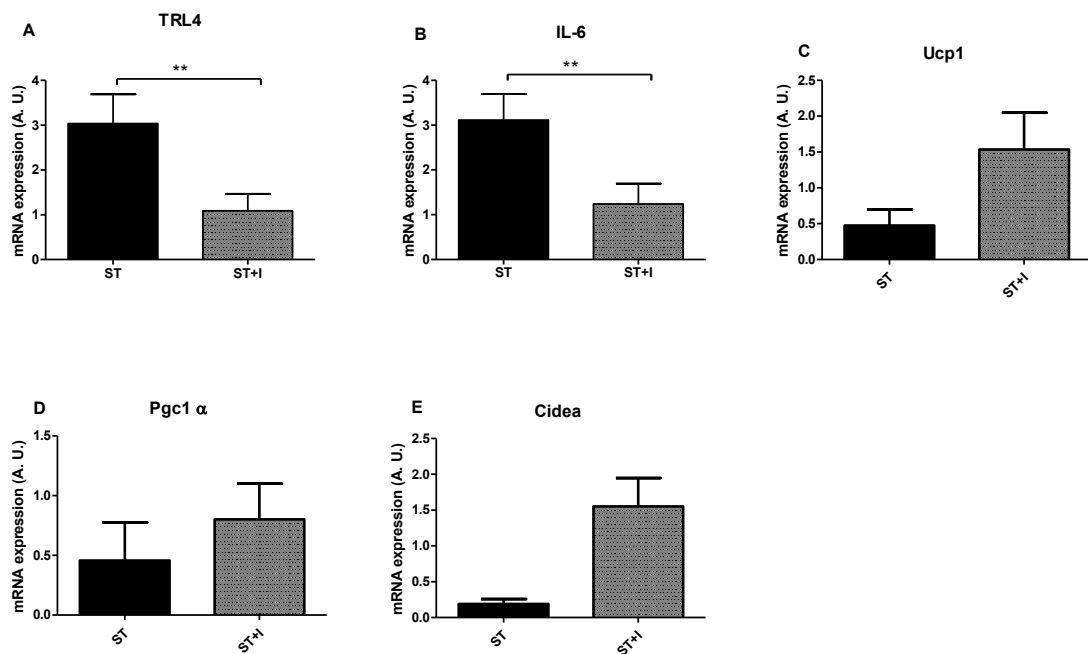 A
TRL4
**
mRNA expression (A. U.)
4
3
2
1
0
ST
ST+I
B
IL-6
**
mRNA expression (A. U.)
4
3
2
1
0
ST
ST+I
C
Ucp1
mRNA expression (A. U.)
2.5
2.0
1.5
1.0
0.5
0.0
ST
ST+I
D
Pgc1 α
mRNA expression (A. U.)
1.5
1.0
0.5
0.0
ST
ST+I
E
Cidea
mRNA expression (A. U.)
2.5
2.0
1.5
1.0
0.5
0.0
ST
ST+I